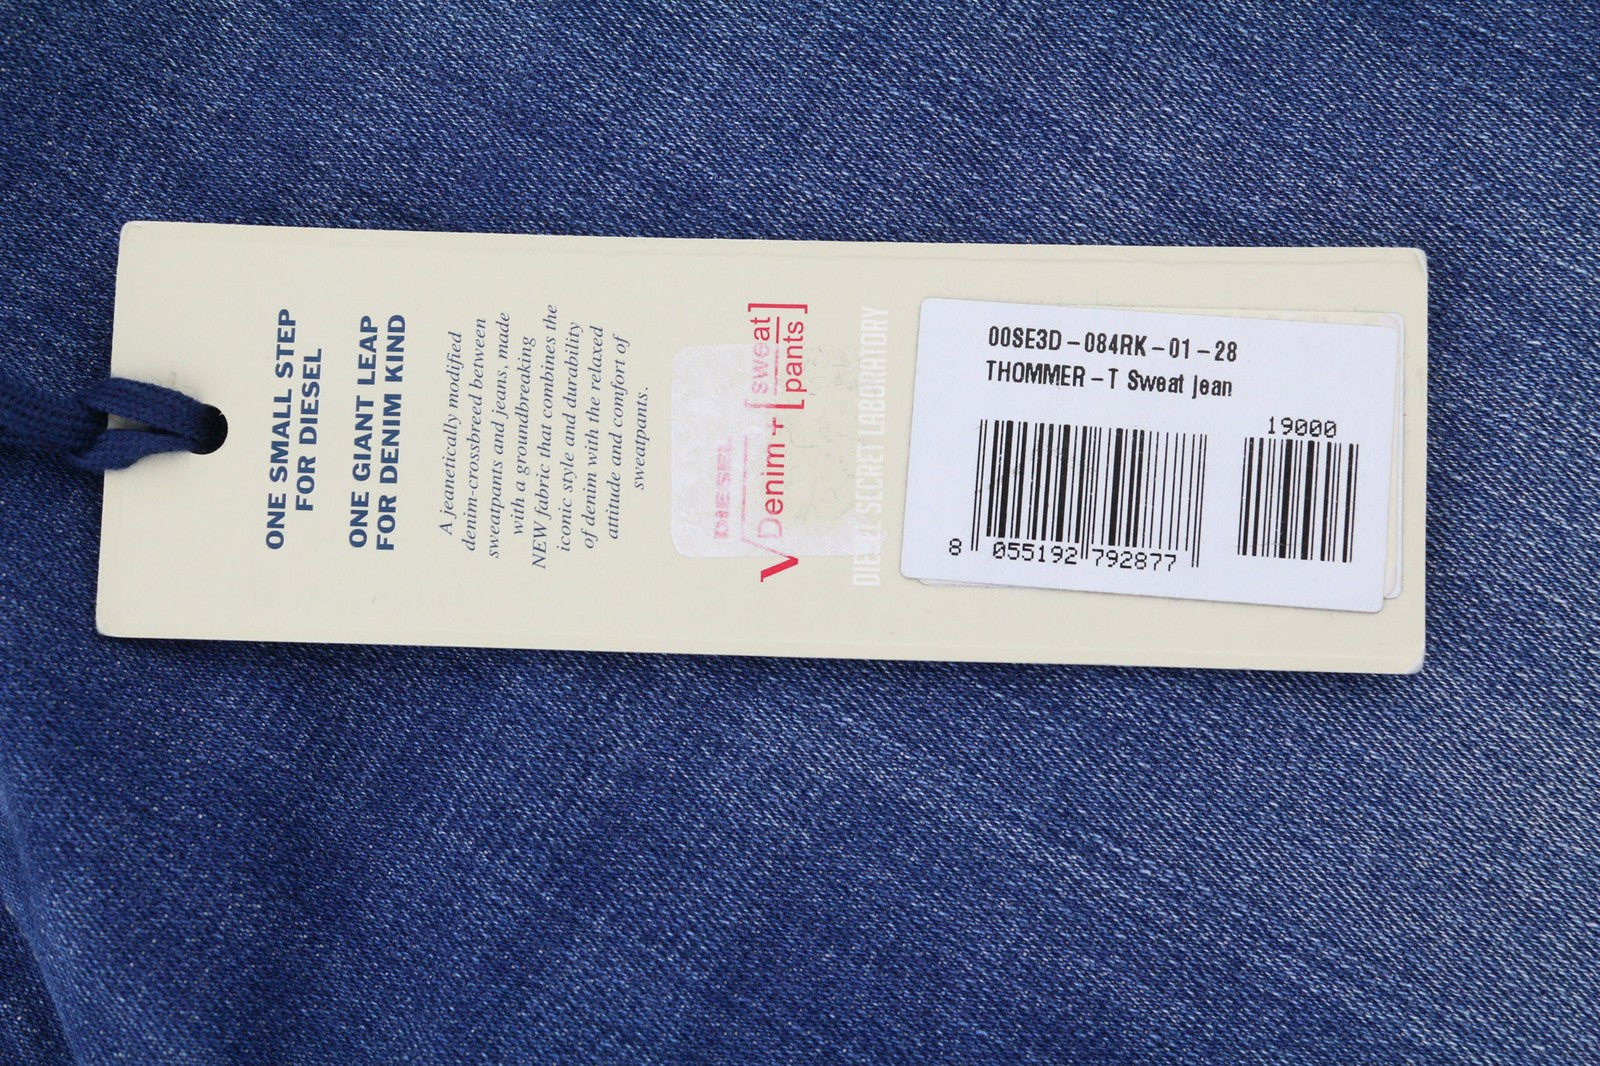 ONE SMALL STEP
FOR DIESEL
ONE GIANT LEAP
FOR DENIM KIND
A jeanetically modified
denim-crossbreed between
sweapants and jeans, made
with a groundbreaking
NEW fabric that combines the
iconic style and durability
of denim with the relaxed
attitude and comfort of
sweatpants.
DIESEL
√Denim + [sweat
pants]
DIESEL SECRET LABORATORY
00SE3D-084RK-01-28
THOMMER-T Sweat jean
19000
8 055192 792877